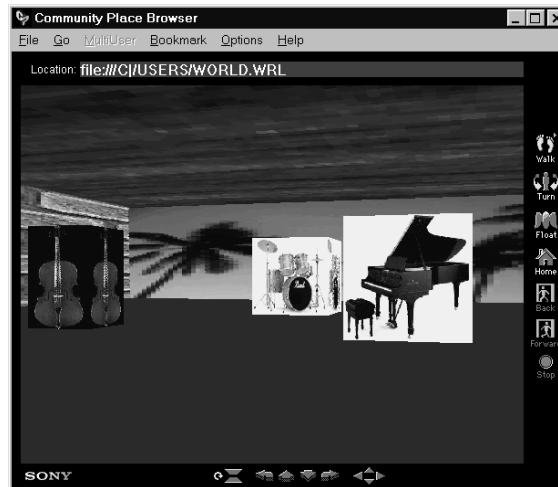 Community Place Browser
File Go MultiUser Bookmark Options Help
Location: file:///C|/USERS/WORLD.WRL
Walk
Turn
Float
Home
Back
Forward
Stop
Pearl
SONY